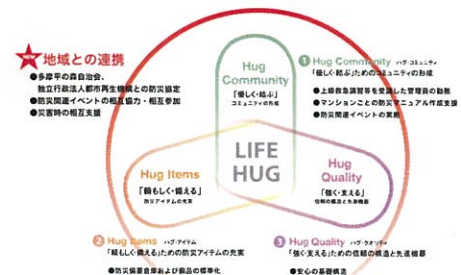 地域との連携
●多摩平の森自治会、
独立行政法人都市再生機構との防災協定
●防災関連イベントの相互協力・相互参加
●災害時の相互支援
Hug
Community
「優しく・結ぶ」
コミュニティの形成
1 Hug Community ハグ・コミュニティ
「優しく・結ぶ」ためのコミュニティの形成
●上級救急講習等を受講した管理員の勤務
●マンションごとの防災マニュアル作成支援
●防災関連イベントの実施
LIFE
HUG
Hug Items
「頼もしく・備える」
防災アイテムの充実
Hug
Quality
「強く・支える」
信頼の構造と先進機器
2 Hug Items ハグ・アイテム
「頼もしく・備える」ための防災アイテムの充実
●防災備蓄倉庫および備品の標準化
3 Hug Quality ハグ・クオリティ
「強く・支える」ための信頼の構造と先進機器
●安心の基礎構造